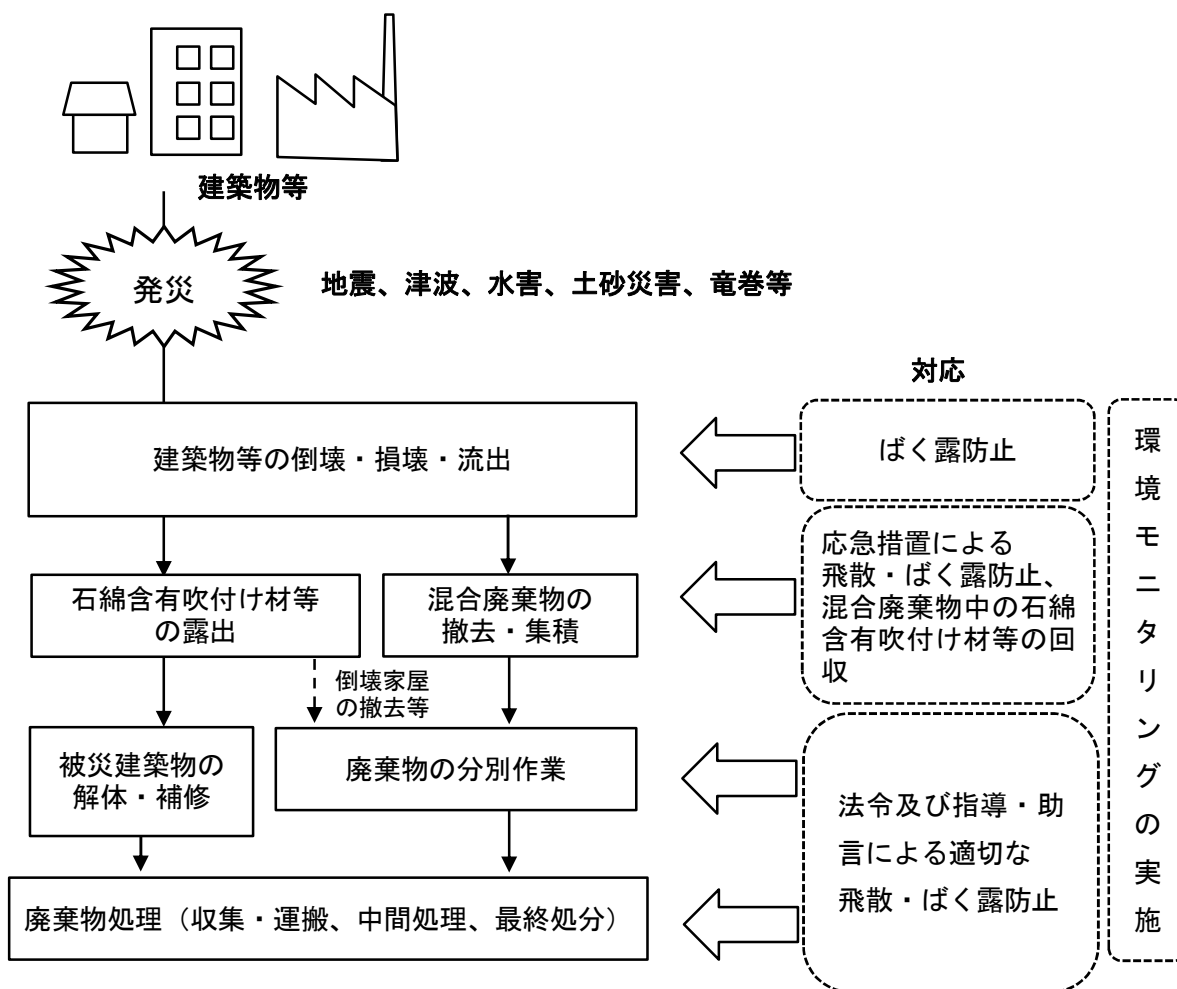 建築物等
発災
地震、津波、水害、土砂災害、竜巻等
対応
建築物等の倒壊・損壊・流出
ばく露防止
石綿含有吹付け材等
の露出
混合廃棄物の
撤去・集積
応急措置による
飛散・ばく露防止、
混合廃棄物中の石綿
含有吹付け材等の回
収
倒壊家屋
の撤去等
被災建築物の
解体・補修
廃棄物の分別作業
法令及び指導・助
言による適切な
飛散・ばく露防止
廃棄物処理（収集・運搬、中間処理、最終処分）
環境モニタリングの実施